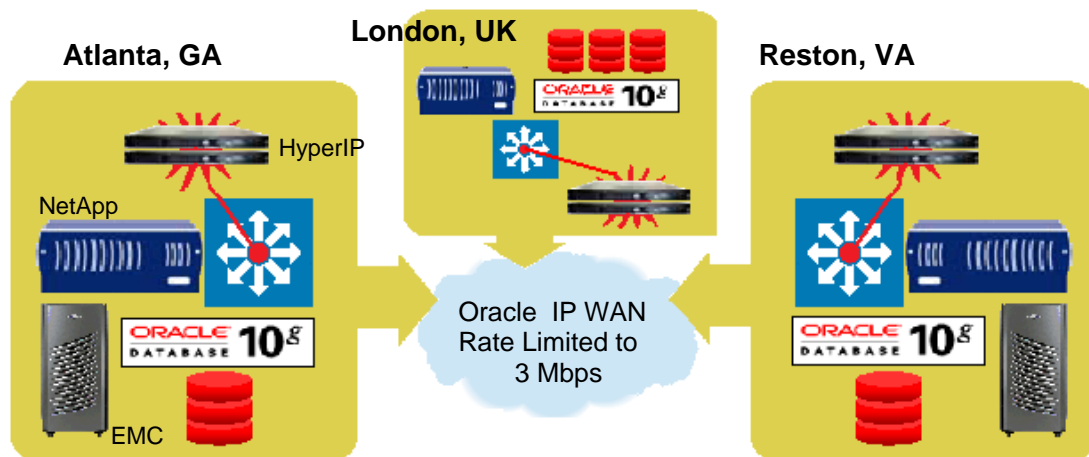 Atlanta, GA
London, UK
Reston, VA
HyperIP
NetApp
EMC
ORACLE
DATABASE 10g
ORACLE
DATABASE 10g
ORACLE
DATABASE 10g
Oracle IP WAN
Rate Limited to
3 Mbps